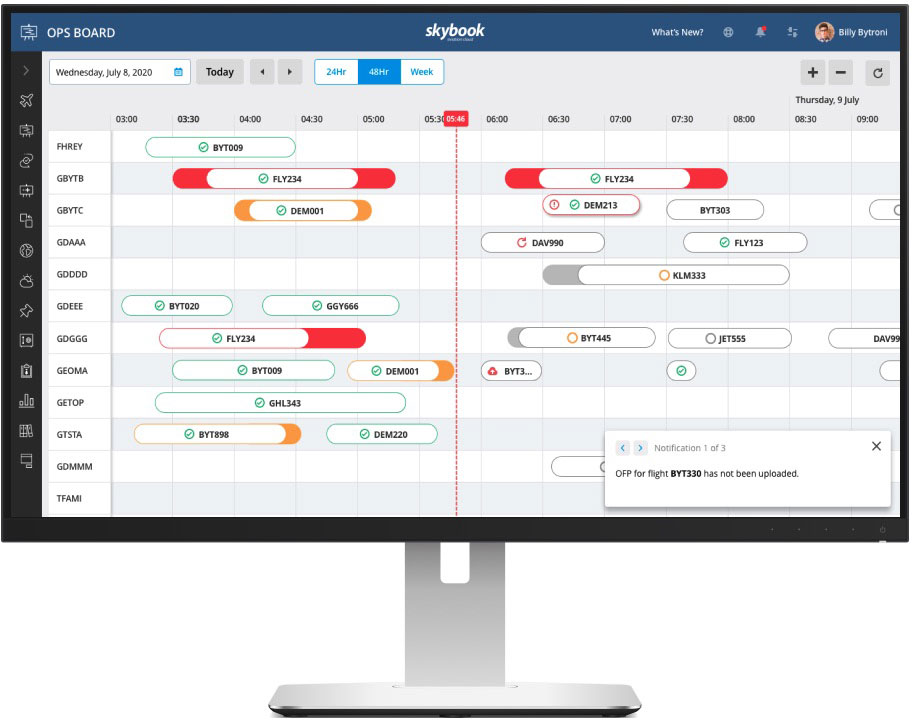 OPS BOARD
skybook
aviation cloud
What's New?
Billy Bytroni
Wednesday, July 8, 2020
Today
24Hr
48Hr
Week
Thursday, 9 July
03:00
03:30
04:00
04:30
05:00
05:30
05:46
06:00
06:30
07:00
07:30
08:00
08:30
09:00
FHREY
BYT009
GBYTB
FLY234
FLY234
GBYTC
DEM001
DEM213
BYT303
GDAAA
DAV990
FLY123
GDDDD
KLM333
GDEEE
BYT020
GGY666
GDGGG
FLY234
BYT445
JET555
DAV99
GEOMA
BYT009
DEM001
BYT3...
GETOP
GHL343
GTSTA
BYT898
DEM220
GDMMM
TFAMI
Notification 1 of 3
OFP for flight BYT330 has not been uploaded.